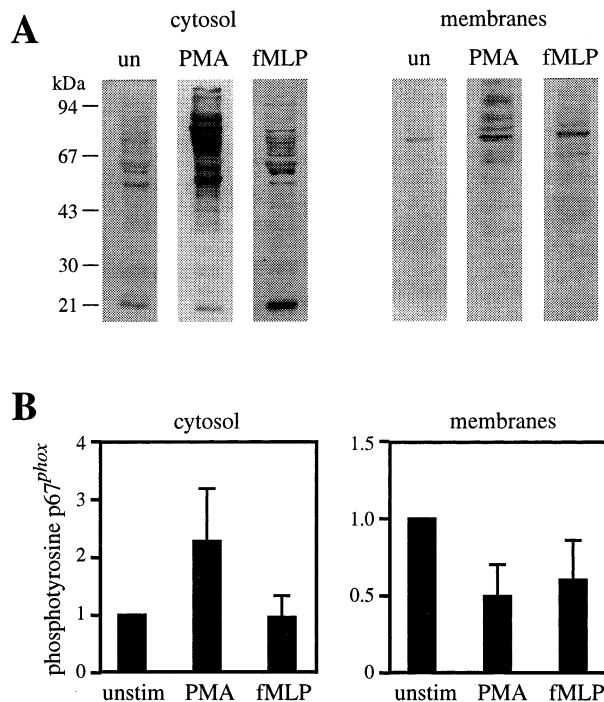 A
cytosol
membranes
un PMA fMLP
un PMA fMLP
kDa
94
67
43
30
21
B
cytosol
membranes
phosphotyrosine p67phox
4
3
2
1
0
1.5
1.0
0.5
0
unstim PMA fMLP
unstim PMA fMLP